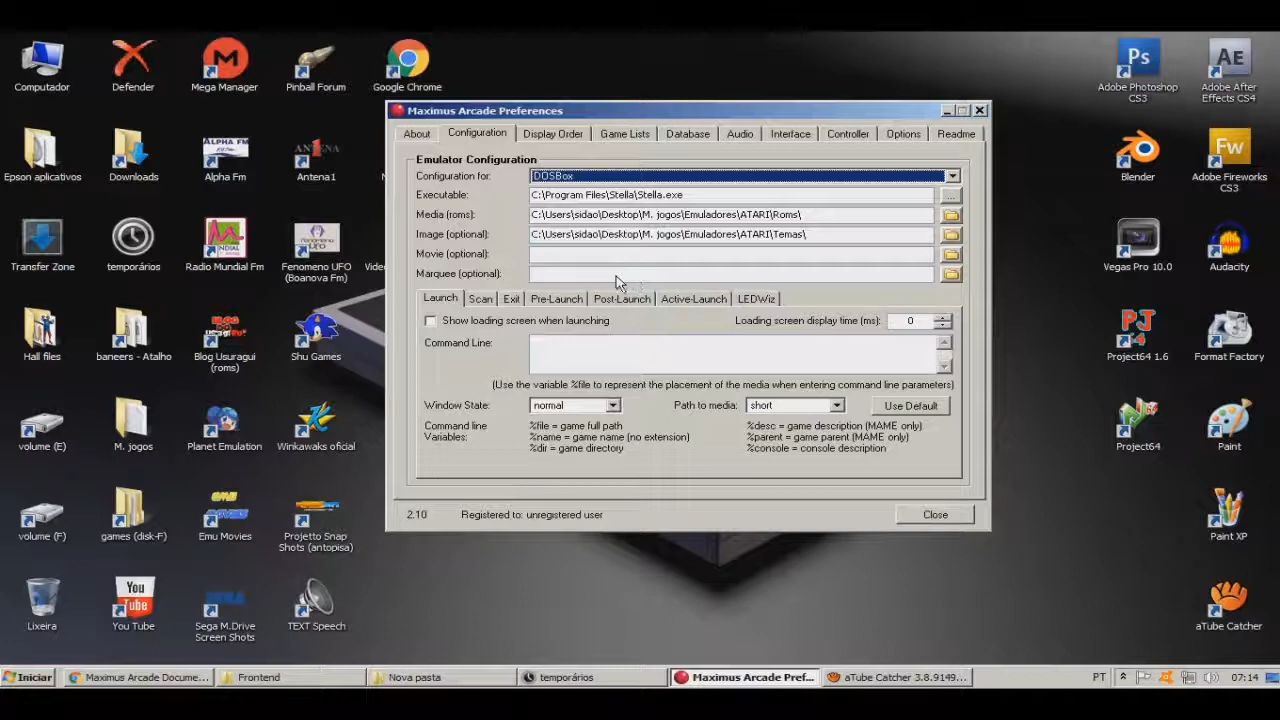 Computador
Defender
Mega Manager
Pinball Forum
Google Chrome
Adobe Photoshop
CS3
Adobe After
Effects CS4
Epson aplicativos
Downloads
ALPHA.FM
Alpha Fm
ANTENA
Antena1
Blender
Fw
Adobe Fireworks
CS3
Transfer Zone
temporários
MUNDIAL
Radio Mundial Fm
Fenomeno UFO
(Boanova Fm)
Vegas Pro 10.0
Audacity
Hall files
baneers - Atalho
Blog Usuragui
(roms)
Shu Games
Project64 1.6
Format Factory
volume (E)
M. jogos
Planet Emulation
Winkawaks oficial
Project64
Paint
volume (F)
games (disk-F)
Emu Movies
Projetto Snap
Shots (antopisa)
Paint XP
Lixeira
You
Tube
You Tube
Sega M.Drive
Screen Shots
TEXT Speech
aTube Catcher
Ps
Ae
Maximus Arcade Preferences
About
Configuration
Display Order
Game Lists
Database
Audio
Interface
Controller
Options
Readme
Emulator Configuration
Configuration for: DOSBox
Executable: C:\Program Files\Stella\Stella.exe ...
Media (roms): C:\Users\sidao\Desktop\M. jogos\Emuladores\ATARI\Roms\
Image (optional): C:\Users\sidao\Desktop\M. jogos\Emuladores\ATARI\Temas\
Movie (optional):
Marquee (optional):
Launch Scan Exit Pre-Launch Post-Launch Active-Launch LEDWiz
Show loading screen when launching Loading screen display time (ms): 0
Command Line:
(Use the variable %file to represent the placement of the media when entering command line parameters)
Window State: normal Path to media: short Use Default
Command line %file = game full path %desc = game description (MAME only)
Variables: %name = game name (no extension) %parent = game parent (MAME only)
%dir = game directory %console = console description
2.10 Registered to: unregistered user Close
Iniciar
Maximus Arcade Docume...
Frontend
Nova pasta
temporários
Maximus Arcade Pref...
aTube Catcher 3.8.9149...
PT
07:14